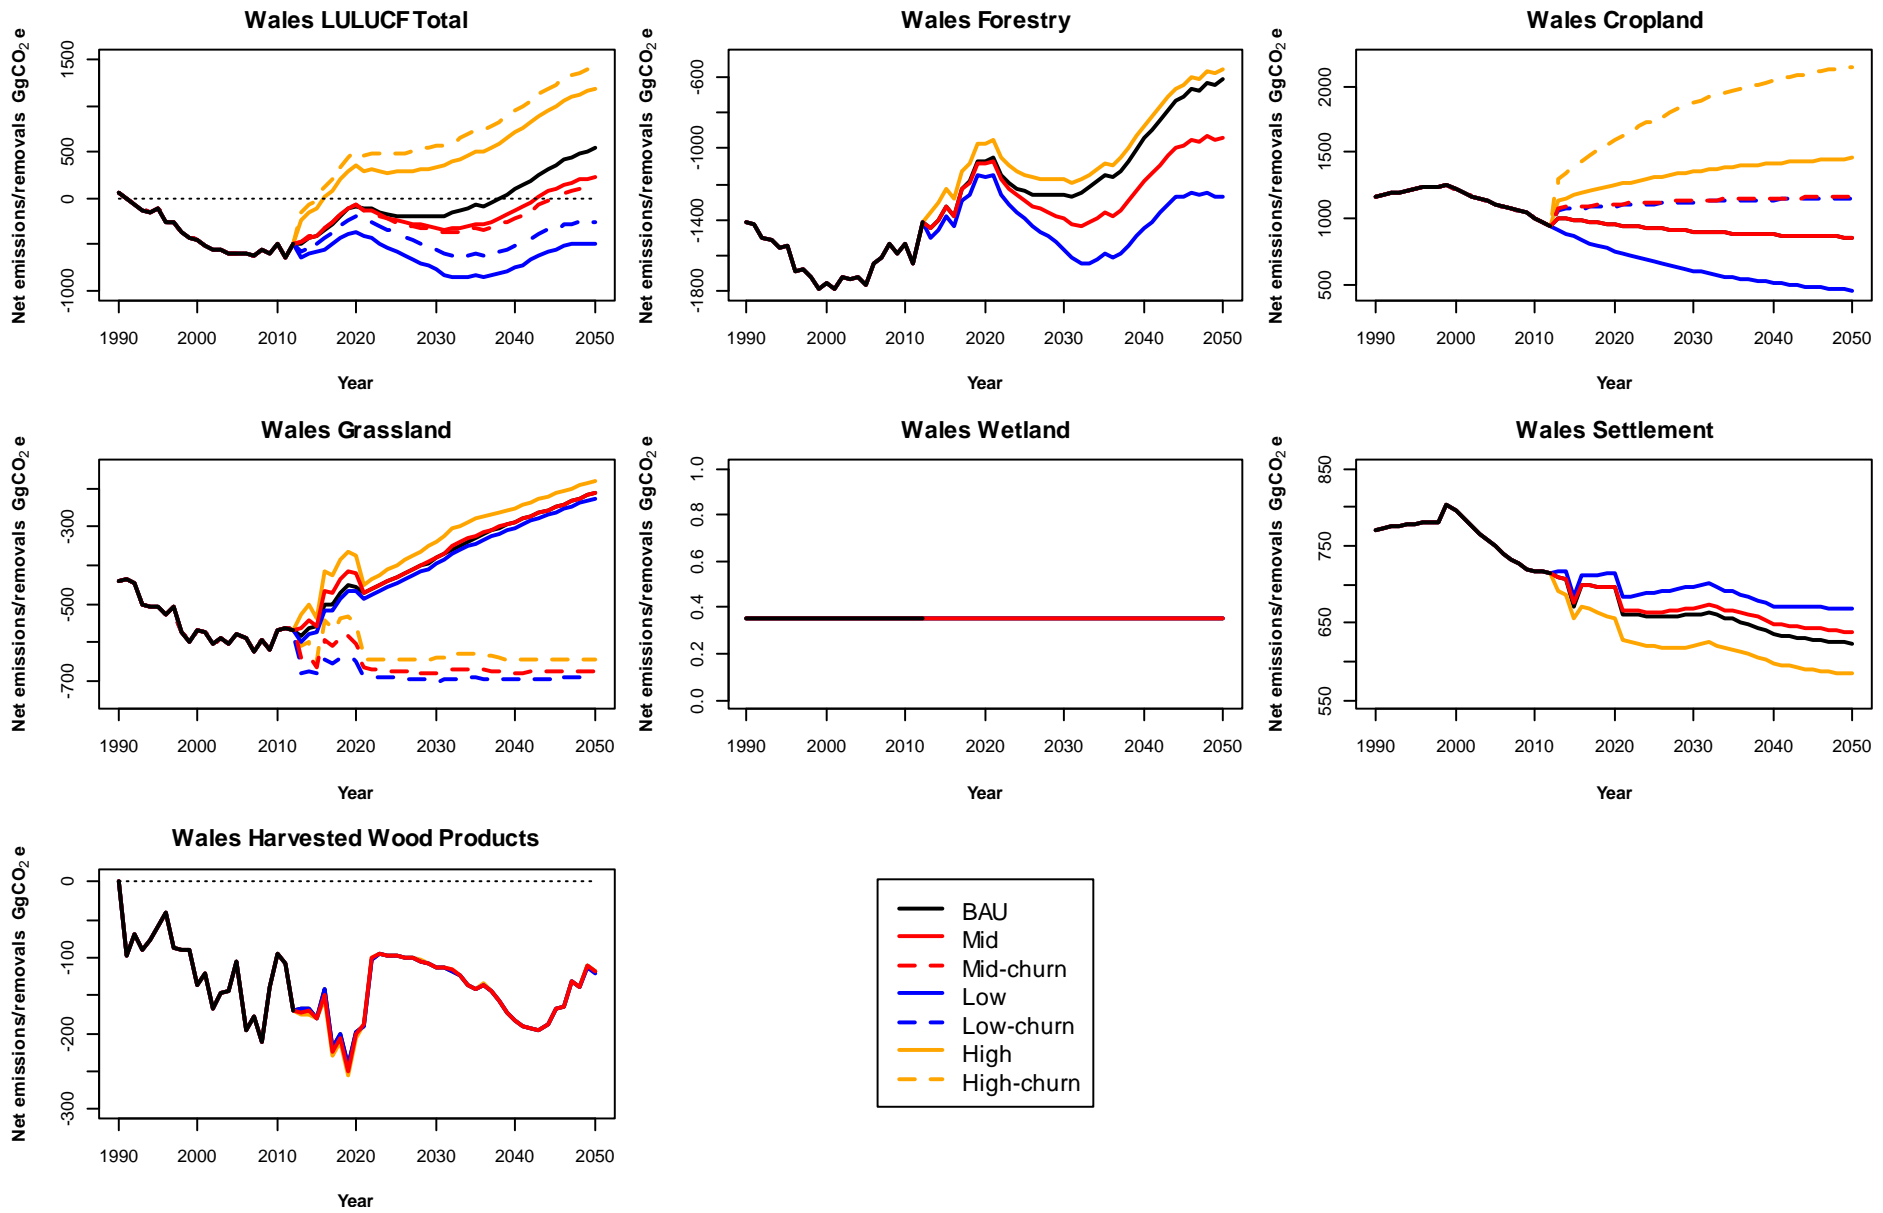 Wales LULUCF Total
Net emissions/removals GgCO2 e
1500
500
0
-1000
1990 2000 2010 2020 2030 2040 2050
Year
Wales Forestry
Net emissions/removals GgCO2 e
-600
-1000
-1400
-1800
1990 2000 2010 2020 2030 2040 2050
Year
Wales Cropland
Net emissions/removals GgCO2 e
2000
1500
1000
500
1990 2000 2010 2020 2030 2040 2050
Year
Wales Grassland
Net emissions/removals GgCO2 e
-300
-500
-700
1990 2000 2010 2020 2030 2040 2050
Year
Wales Wetland
Net emissions/removals GgCO2 e
1.0
0.8
0.6
0.4
0.2
0.0
1990 2000 2010 2020 2030 2040 2050
Year
Wales Settlement
Net emissions/removals GgCO2 e
850
750
650
550
1990 2000 2010 2020 2030 2040 2050
Year
Wales Harvested Wood Products
Net emissions/removals GgCO2 e
0
-100
-200
-300
1990 2000 2010 2020 2030 2040 2050
Year
BAU
Mid
Mid-churn
Low
Low-churn
High
High-churn